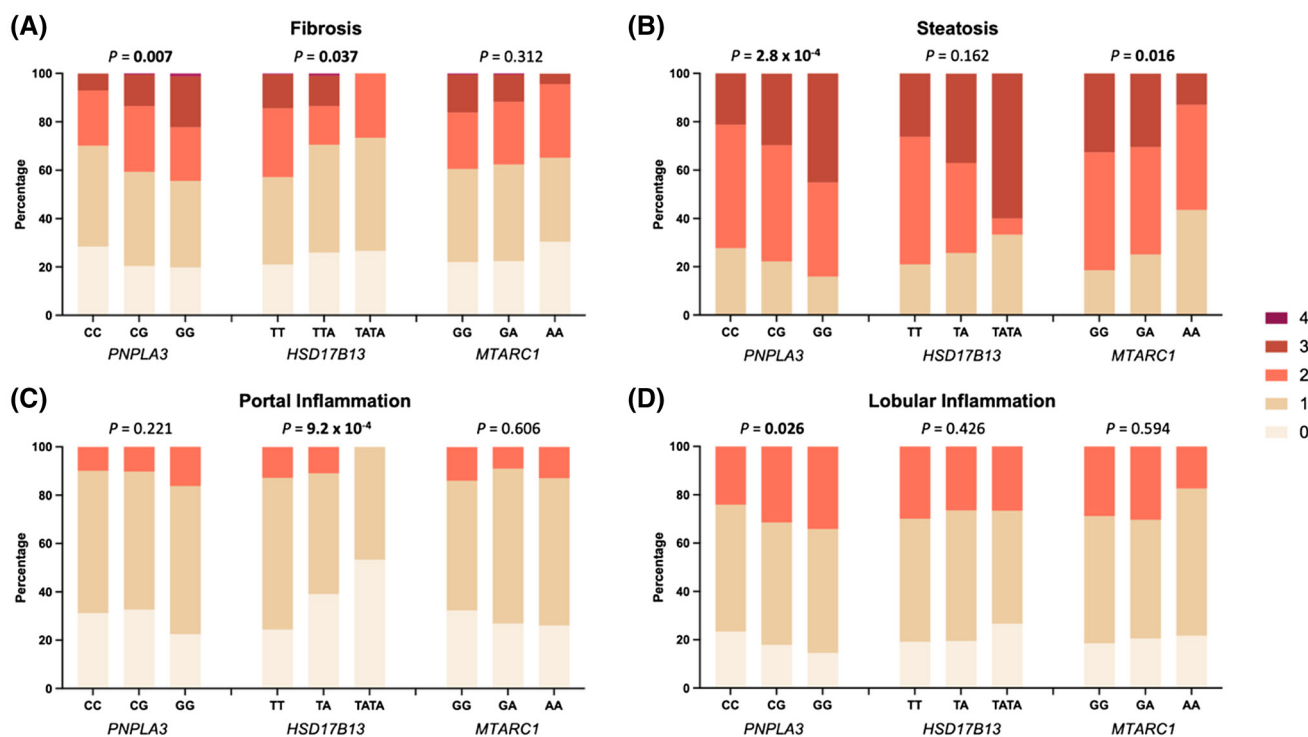 (A)
Fibrosis
P = 0.007
P = 0.037
P = 0.312
Percentage
100
80
60
40
20
0
CC CG GG
TT TTA TATA
GG GA AA
PNPLA3
HSD17B13
MTARC1
(B)
Steatosis
P = 2.8 x 10-4
P = 0.162
P = 0.016
Percentage
100
80
60
40
20
0
CC CG GG
TT TA TATA
GG GA AA
PNPLA3
HSD17B13
MTARC1
4
3
2
1
0
(C)
Portal Inflammation
P = 0.221
P = 9.2 x 10-4
P = 0.606
Percentage
100
80
60
40
20
0
CC CG GG
TT TA TATA
GG GA AA
PNPLA3
HSD17B13
MTARC1
(D)
Lobular Inflammation
P = 0.026
P = 0.426
P = 0.594
Percentage
100
80
60
40
20
0
CC CG GG
TT TA TATA
GG GA AA
PNPLA3
HSD17B13
MTARC1